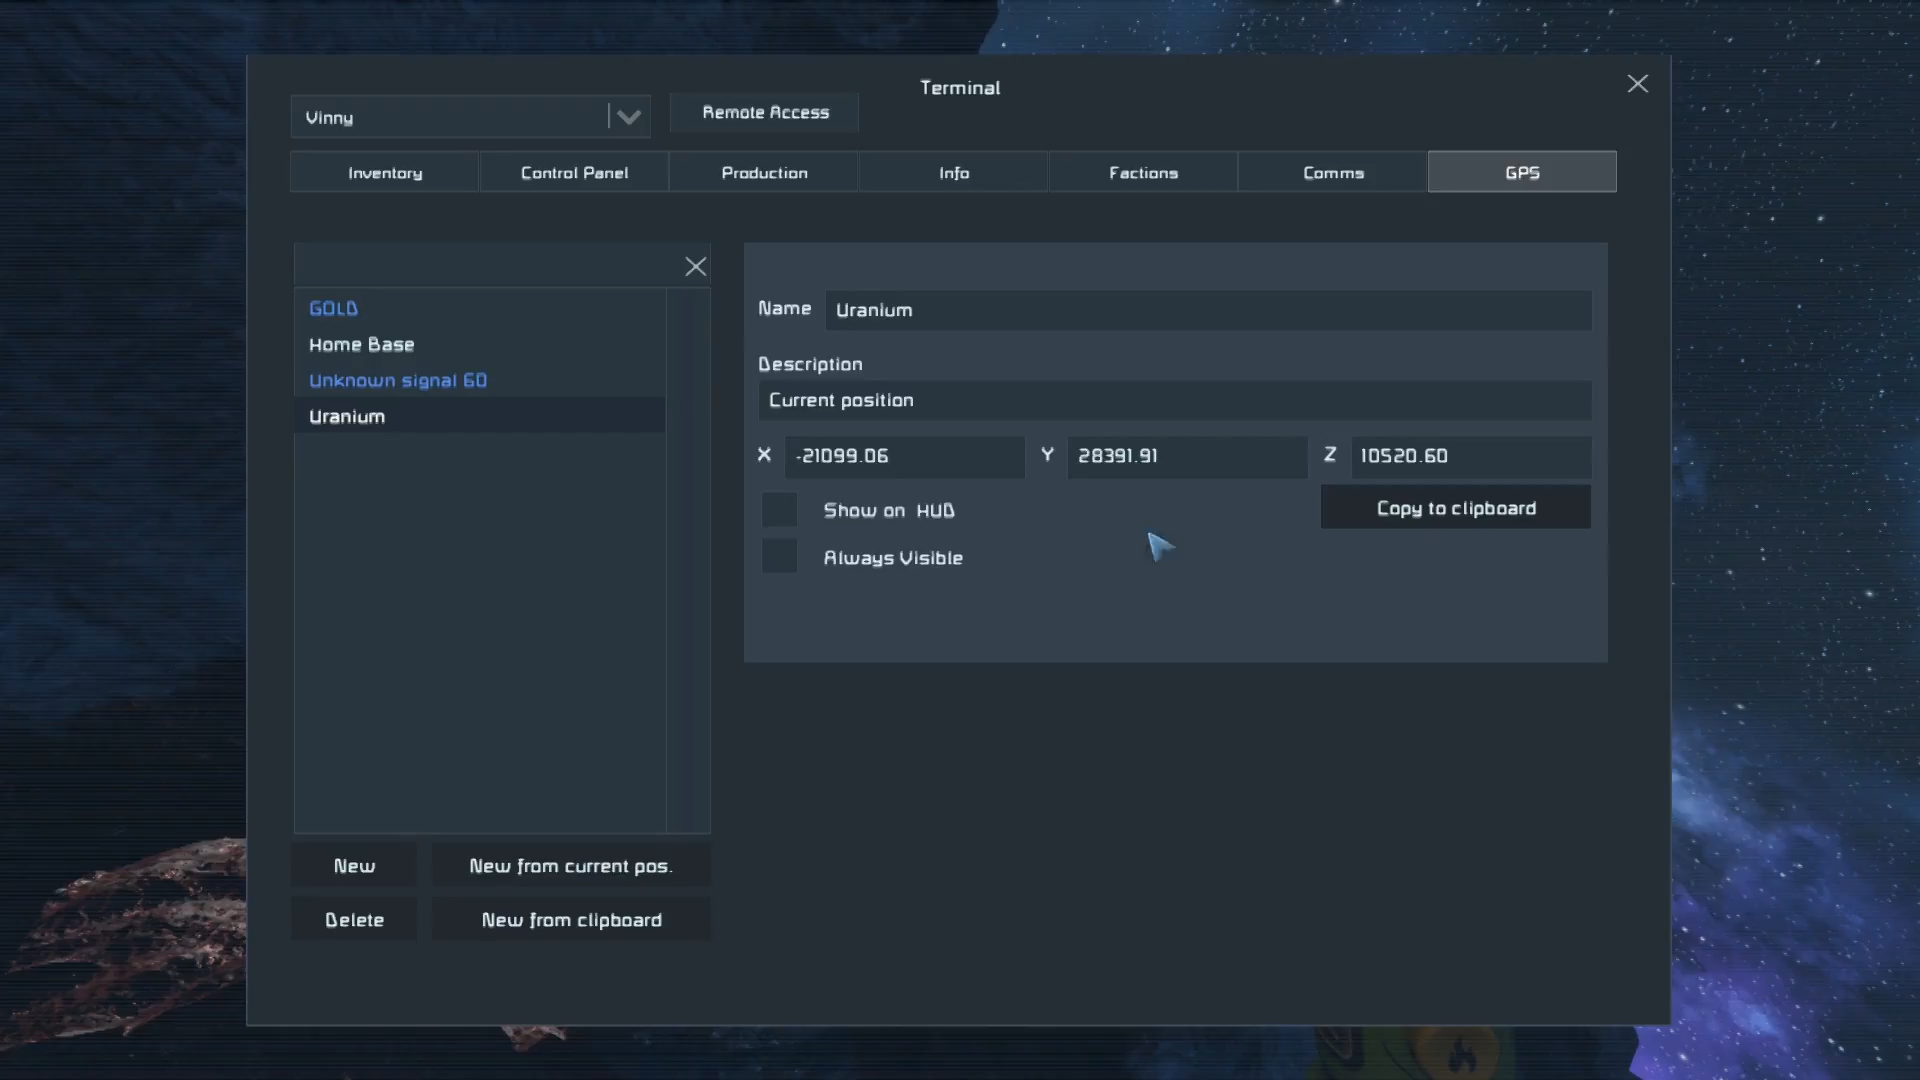 Terminal
Vinny
Remote Access
Inventory
Control Panel
Production
Info
Factions
Comms
GPS
GOLD
Home Base
Unknown signal 60
Uranium
Name Uranium
Description
Current position
X -21099.06 Y 28391.91 Z 10520.60
Show on HUD
Copy to clipboard
Always Visible
New
New from current pos.
Delete
New from clipboard